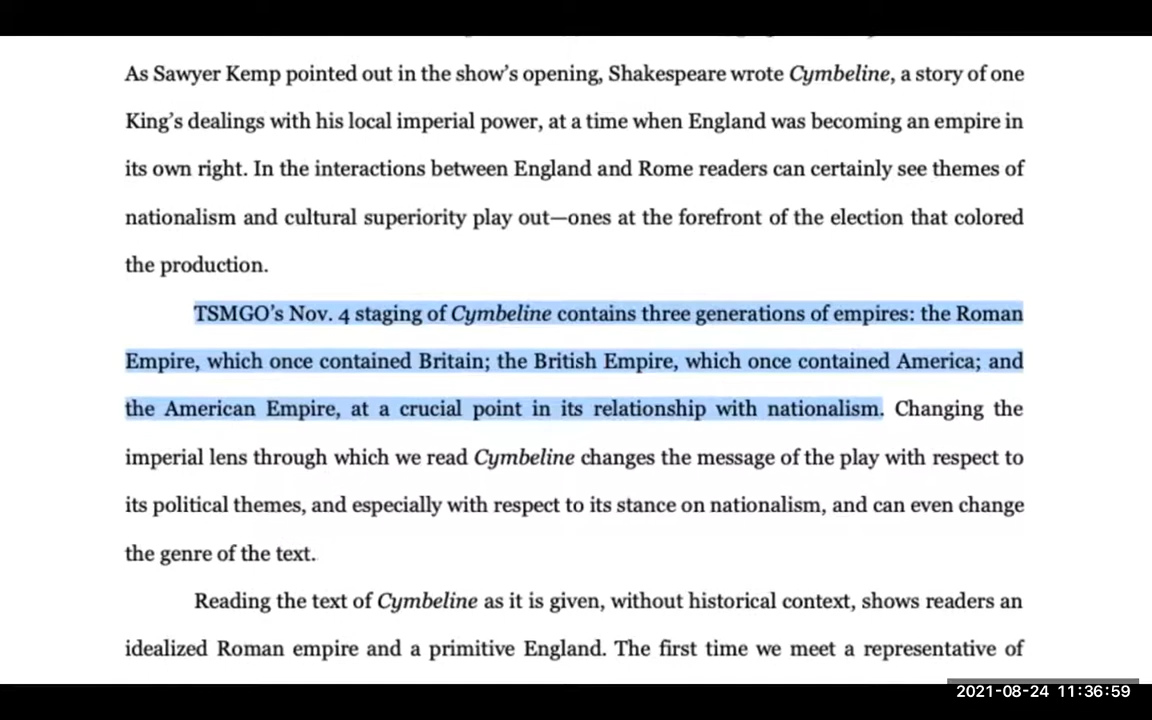 As Sawyer Kemp pointed out in the show's opening, Shakespeare wrote Cymbeline, a story of one
King's dealings with his local imperial power, at a time when England was becoming an empire in
its own right. In the interactions between England and Rome readers can certainly see themes of
nationalism and cultural superiority play out—ones at the forefront of the election that colored
the production.
TSMGO's Nov. 4 staging of Cymbeline contains three generations of empires: the Roman
Empire, which once contained Britain; the British Empire, which once contained America; and
the American Empire, at a crucial point in its relationship with nationalism. Changing the
imperial lens through which we read Cymbeline changes the message of the play with respect to
its political themes, and especially with respect to its stance on nationalism, and can even change
the genre of the text.
Reading the text of Cymbeline as it is given, without historical context, shows readers an
idealized Roman empire and a primitive England. The first time we meet a representative of
2021-08-24 11:36:59